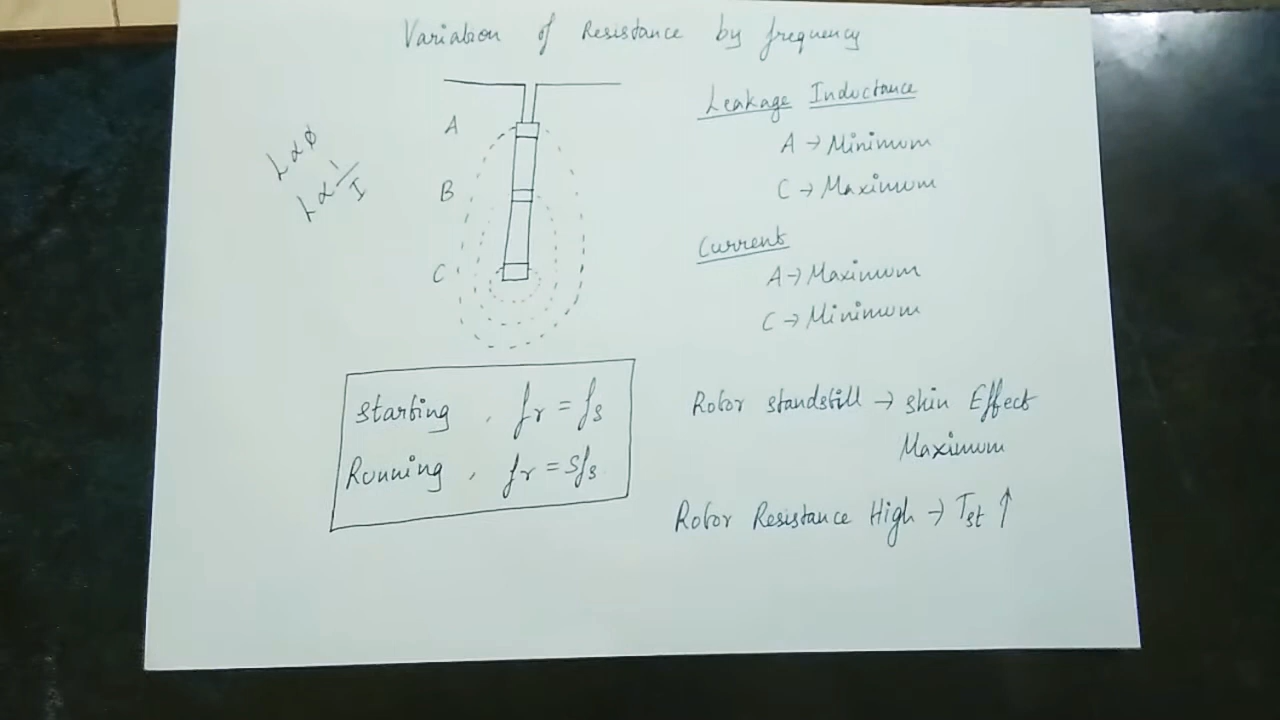 Variation of Resistance by frequency
L α ϕ
L α 1/I
A
B
C
Leakage Inductance
A → Minimum
C → Maximum
Current
A → Maximum
C → Minimum
Starting , fr = fs
Running , fr = sfs
Rotor standstill → skin Effect
Maximum
Rotor Resistance High → Tst ↑